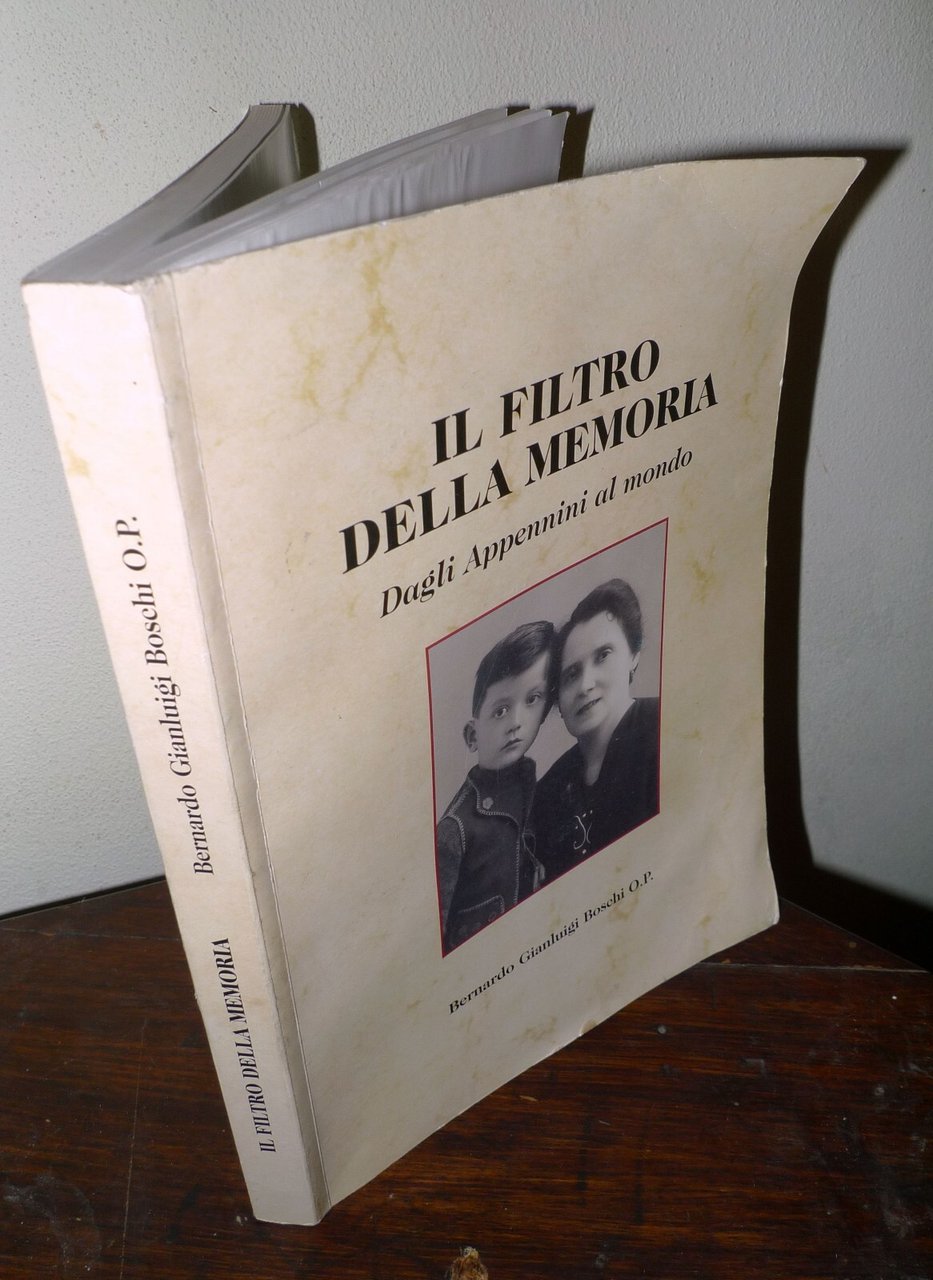 IL FILTRO
DELLA MEMORIA
Dagli Appennini al mondo
Bernardo Gianluigi Boschi O.P.
IL FILTRO DELLA MEMORIA
Bernardo Gianluigi Boschi O.P.